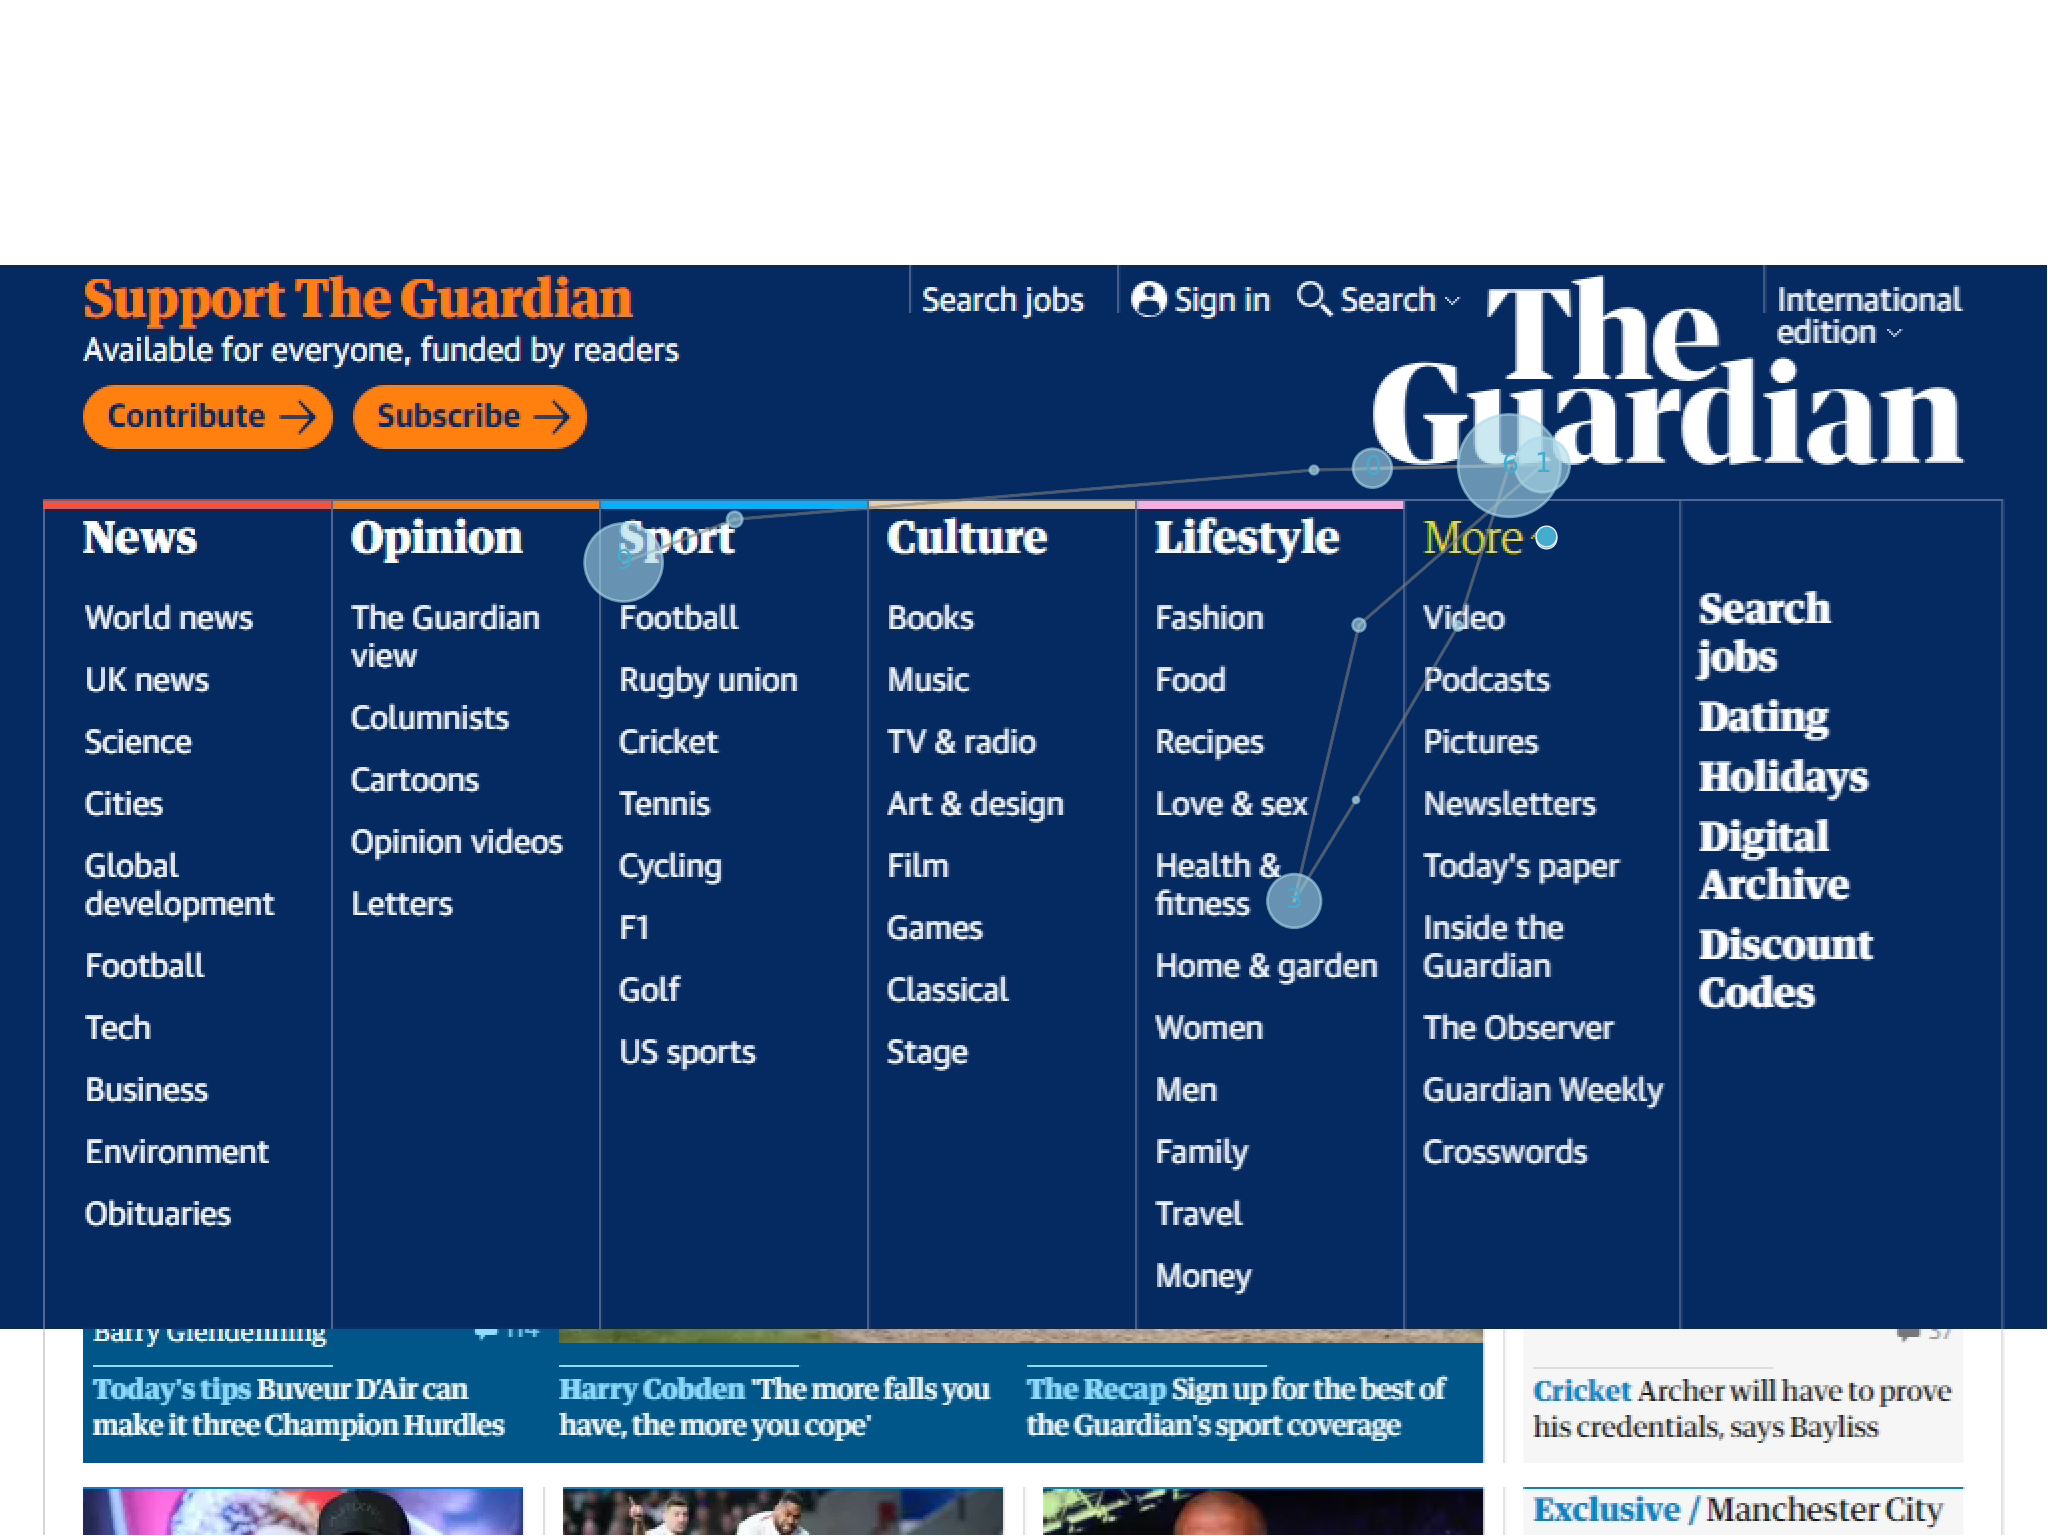 Support The Guardian
Available for everyone, funded by readers
Contribute
Subscribe
Search jobs
Sign in
Search
International
edition
The
Guardian
0
6
1
News
World news
UK news
Science
Cities
Global
development
Football
Tech
Business
Environment
Obituaries
Opinion
The Guardian
view
Columnists
Cartoons
Opinion videos
Letters
Sport
9
Football
Rugby union
Cricket
Tennis
Cycling
F1
Golf
US sports
Culture
Books
Music
TV & radio
Art & design
Film
Games
Classical
Stage
Lifestyle
Fashion
Food
Recipes
Love & sex
Health &
fitness
3
Home & garden
Women
Men
Family
Travel
Money
More
Video
Podcasts
Pictures
Newsletters
Today's paper
Inside the
Guardian
The Observer
Guardian Weekly
Crosswords
Search
jobs
Dating
Holidays
Digital
Archive
Discount
Codes
Barry Glendenning
114
37
Today's tips Buveur D'Air can
make it three Champion Hurdles
Harry Cobden 'The more falls you
have, the more you cope'
The Recap Sign up for the best of
the Guardian's sport coverage
Cricket Archer will have to prove
his credentials, says Bayliss
Exclusive / Manchester City